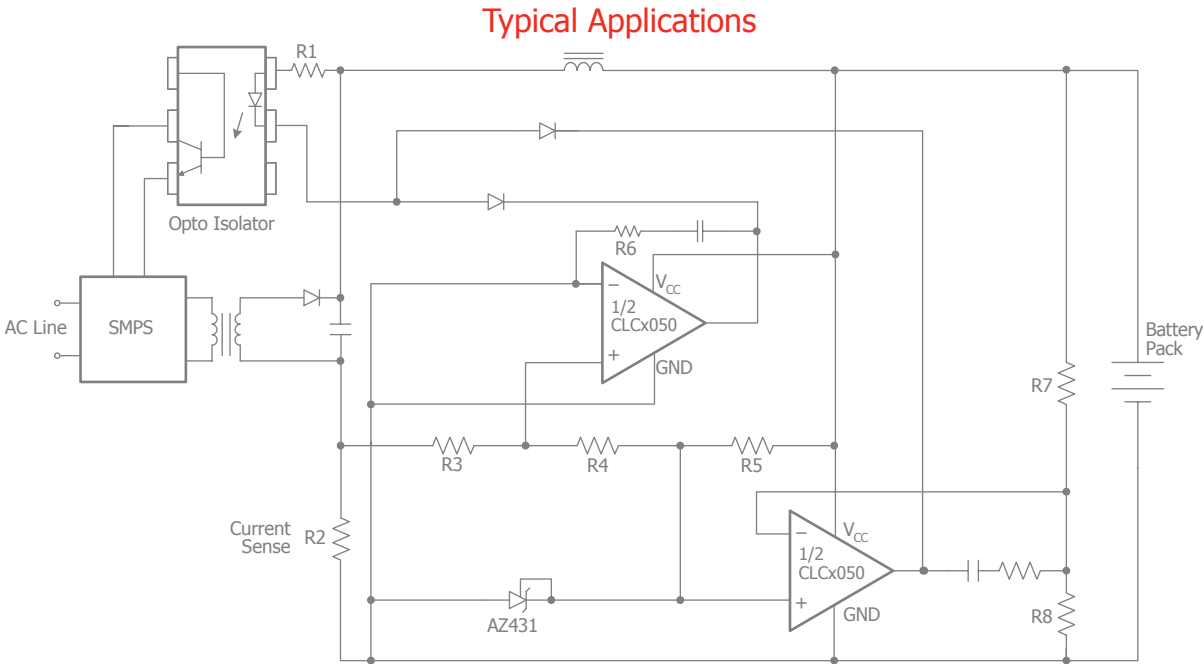 Typical Applications
R1
Opto Isolator
R6
VCC
1/2
CLCx050
−
+
GND
AC Line
SMPS
Battery
Pack
R7
R3
R4
R5
Current
Sense
R2
VCC
1/2
CLCx050
−
+
GND
AZ431
R8